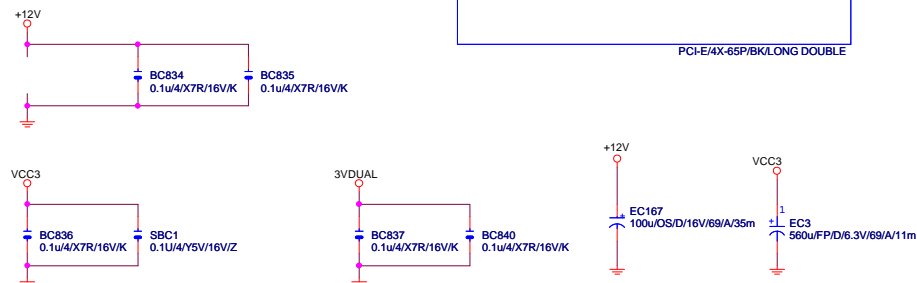 +12V
PCI-E/4X-65P/BK/LONG DOUBLE
BC834
0.1u/4/X7R/16V/K
BC835
0.1u/4/X7R/16V/K
VCC3
BC836
0.1u/4/X7R/16V/K
SBC1
0.1U/4/Y5V/16V/Z
3VDUAL
BC837
0.1u/4/X7R/16V/K
BC840
0.1u/4/X7R/16V/K
+12V
+
EC167
100u/OS/D/16V/69/A/35m
VCC3
1
+
EC3
560u/FP/D/6.3V/69/A/11m